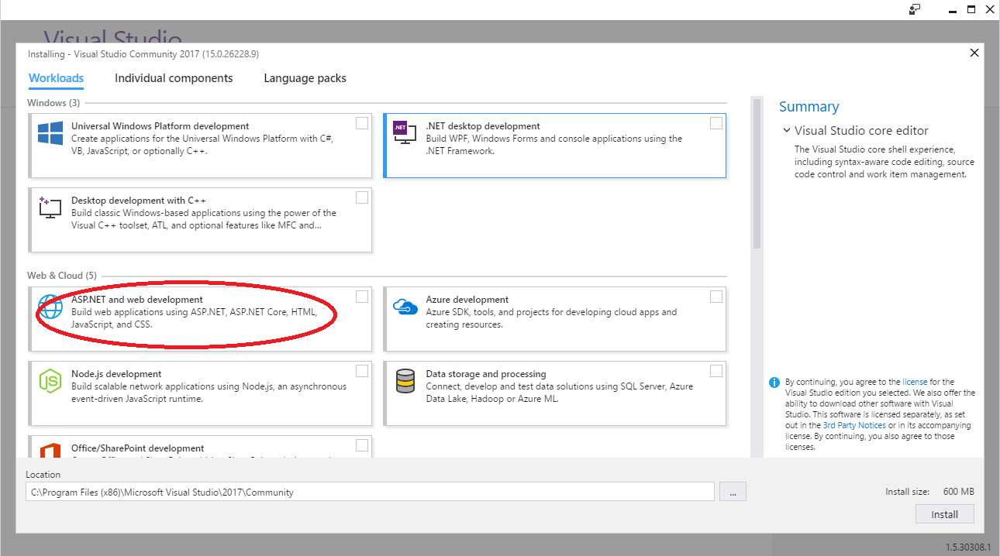 Visual Studio
Installing - Visual Studio Community 2017 (15.0.26228.9)
Workloads
Individual components
Language packs
Windows (3)
Universal Windows Platform development
Create applications for the Universal Windows Platform with C#,
VB, JavaScript, or optionally C++.
.NET
.NET desktop development
Build WPF, Windows Forms and console applications using the
.NET Framework.
Desktop development with C++
Build classic Windows-based applications using the power of the
Visual C++ toolset, ATL, and optional features like MFC and...
Web & Cloud (5)
ASP.NET and web development
Build web applications using ASP.NET, ASP.NET Core, HTML,
JavaScript, and CSS.
Azure development
Azure SDK, tools, and projects for developing cloud apps and
creating resources.
JS
Node.js development
Build scalable network applications using Node.js, an asynchronous
event-driven JavaScript runtime.
Data storage and processing
Connect, develop and test data solutions using SQL Server, Azure
Data Lake, Hadoop or Azure ML.
Office/SharePoint development
Summary
Visual Studio core editor
The Visual Studio core shell experience,
including syntax-aware code editing, source
code control and work item management.
By continuing, you agree to the license for the
Visual Studio edition you selected. We also offer the
ability to download other software with Visual
Studio. This software is licensed separately, as set
out in the 3rd Party Notices or in its accompanying
license. By continuing, you also agree to those
licenses.
Location
C:\Program Files (x86)\Microsoft Visual Studio\2017\Community
...
Install size: 600 MB
Install
1.5.30308.1